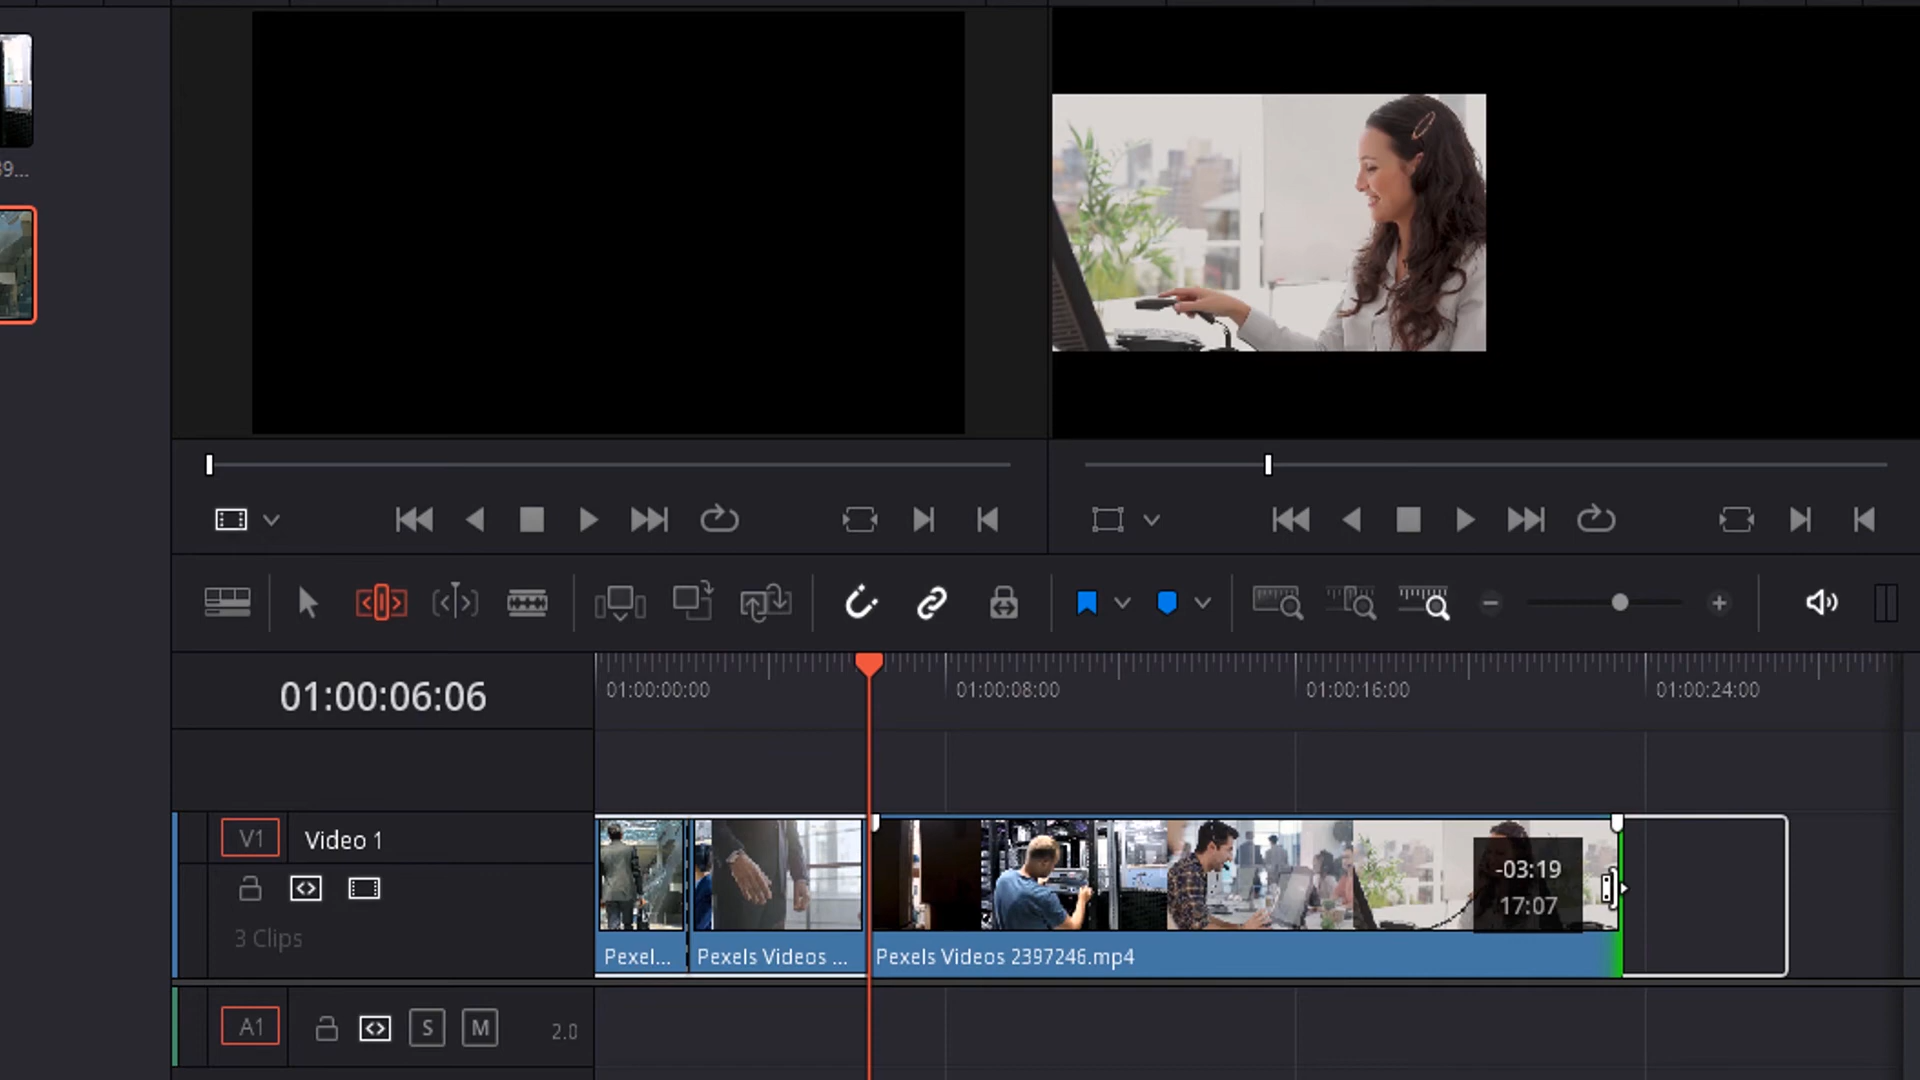 39...
01:00:06:06
01:00:00:00
01:00:08:00
01:00:16:00
01:00:24:00
V1
Video 1
3 Clips
-03:19
17:07
Pexel...
Pexels Videos ...
Pexels Videos 2397246.mp4
A1
S
M
2.0